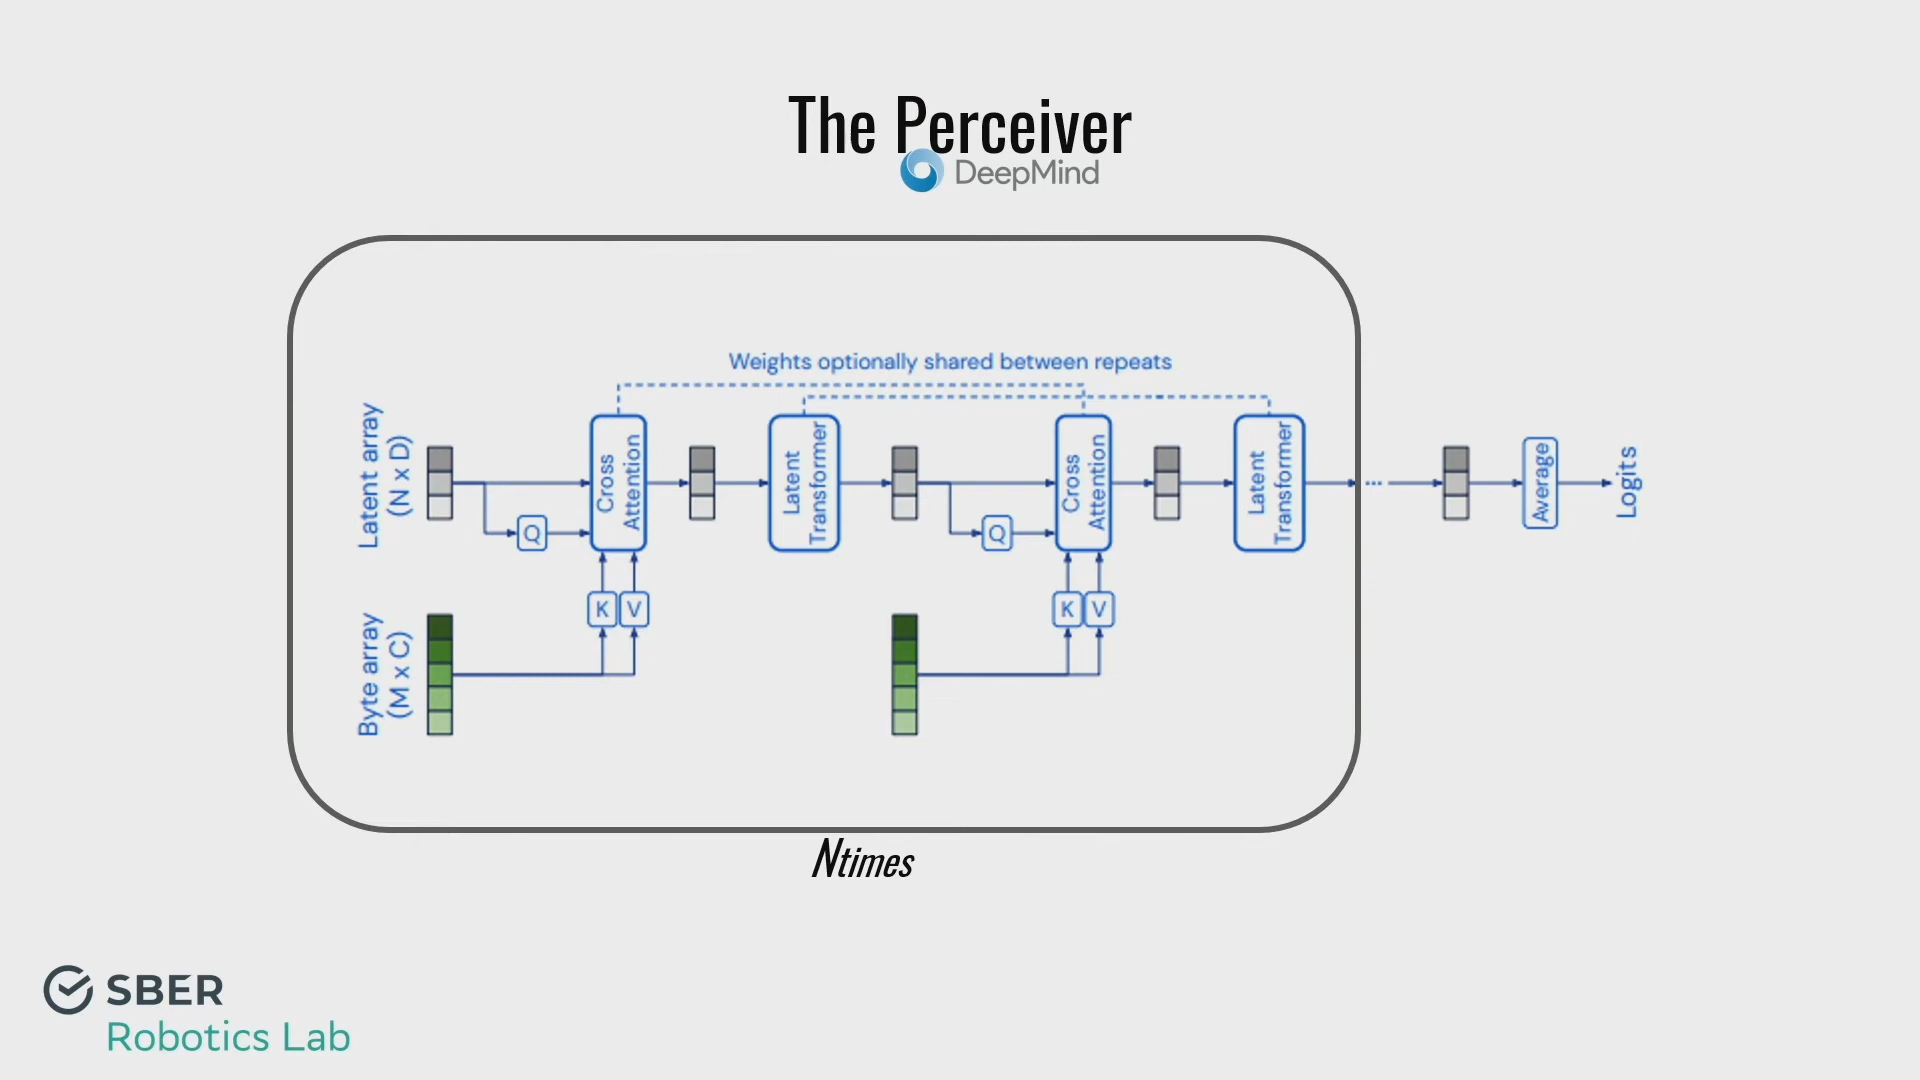 The Perceiver
DeepMind
Weights optionally shared between repeats
Latent array
(N x D)
Q
Cross
Attention
Latent
Transformer
Q
Cross
Attention
Latent
Transformer
...
Average
Logits
Byte array
(M x C)
K
V
K
V
Ntimes
SBER
Robotics Lab